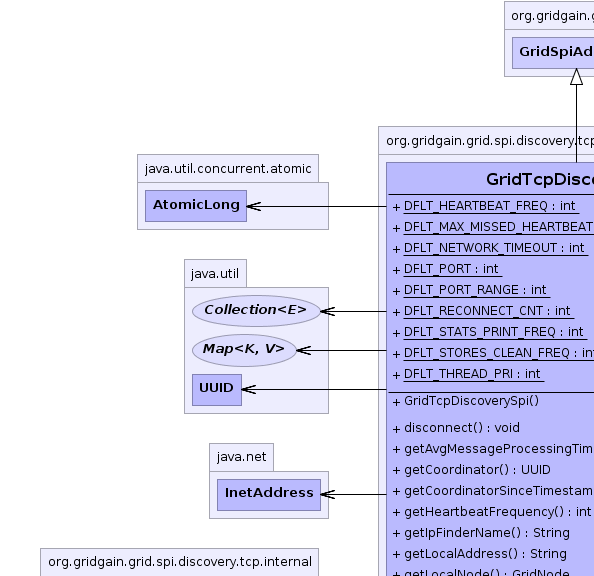 org.gridgain.g
GridSpiAd
org.gridgain.grid.spi.discovery.tcp
GridTcpDisco
java.util.concurrent.atomic
AtomicLong
java.util
Collection<E>
Map<K, V>
UUID
java.net
InetAddress
org.gridgain.grid.spi.discovery.tcp.internal
+ DFLT_HEARTBEAT_FREQ : int
+ DFLT_MAX_MISSED_HEARTBEAT
+ DFLT_NETWORK_TIMEOUT : int
+ DFLT_PORT : int
+ DFLT_PORT_RANGE : int
+ DFLT_RECONNECT_CNT : int
+ DFLT_STATS_PRINT_FREQ : int
+ DFLT_STORES_CLEAN_FREQ : int
+ DFLT_THREAD_PRI : int
+ GridTcpDiscoverySpi()
+ disconnect() : void
+ getAvgMessageProcessingTim
+ getCoordinator() : UUID
+ getCoordinatorSinceTimestam
+ getHeartbeatFrequency() : int
+ getIpFinderName() : String
+ getLocalAddress() : String
+ getLocalNode() : GridNode